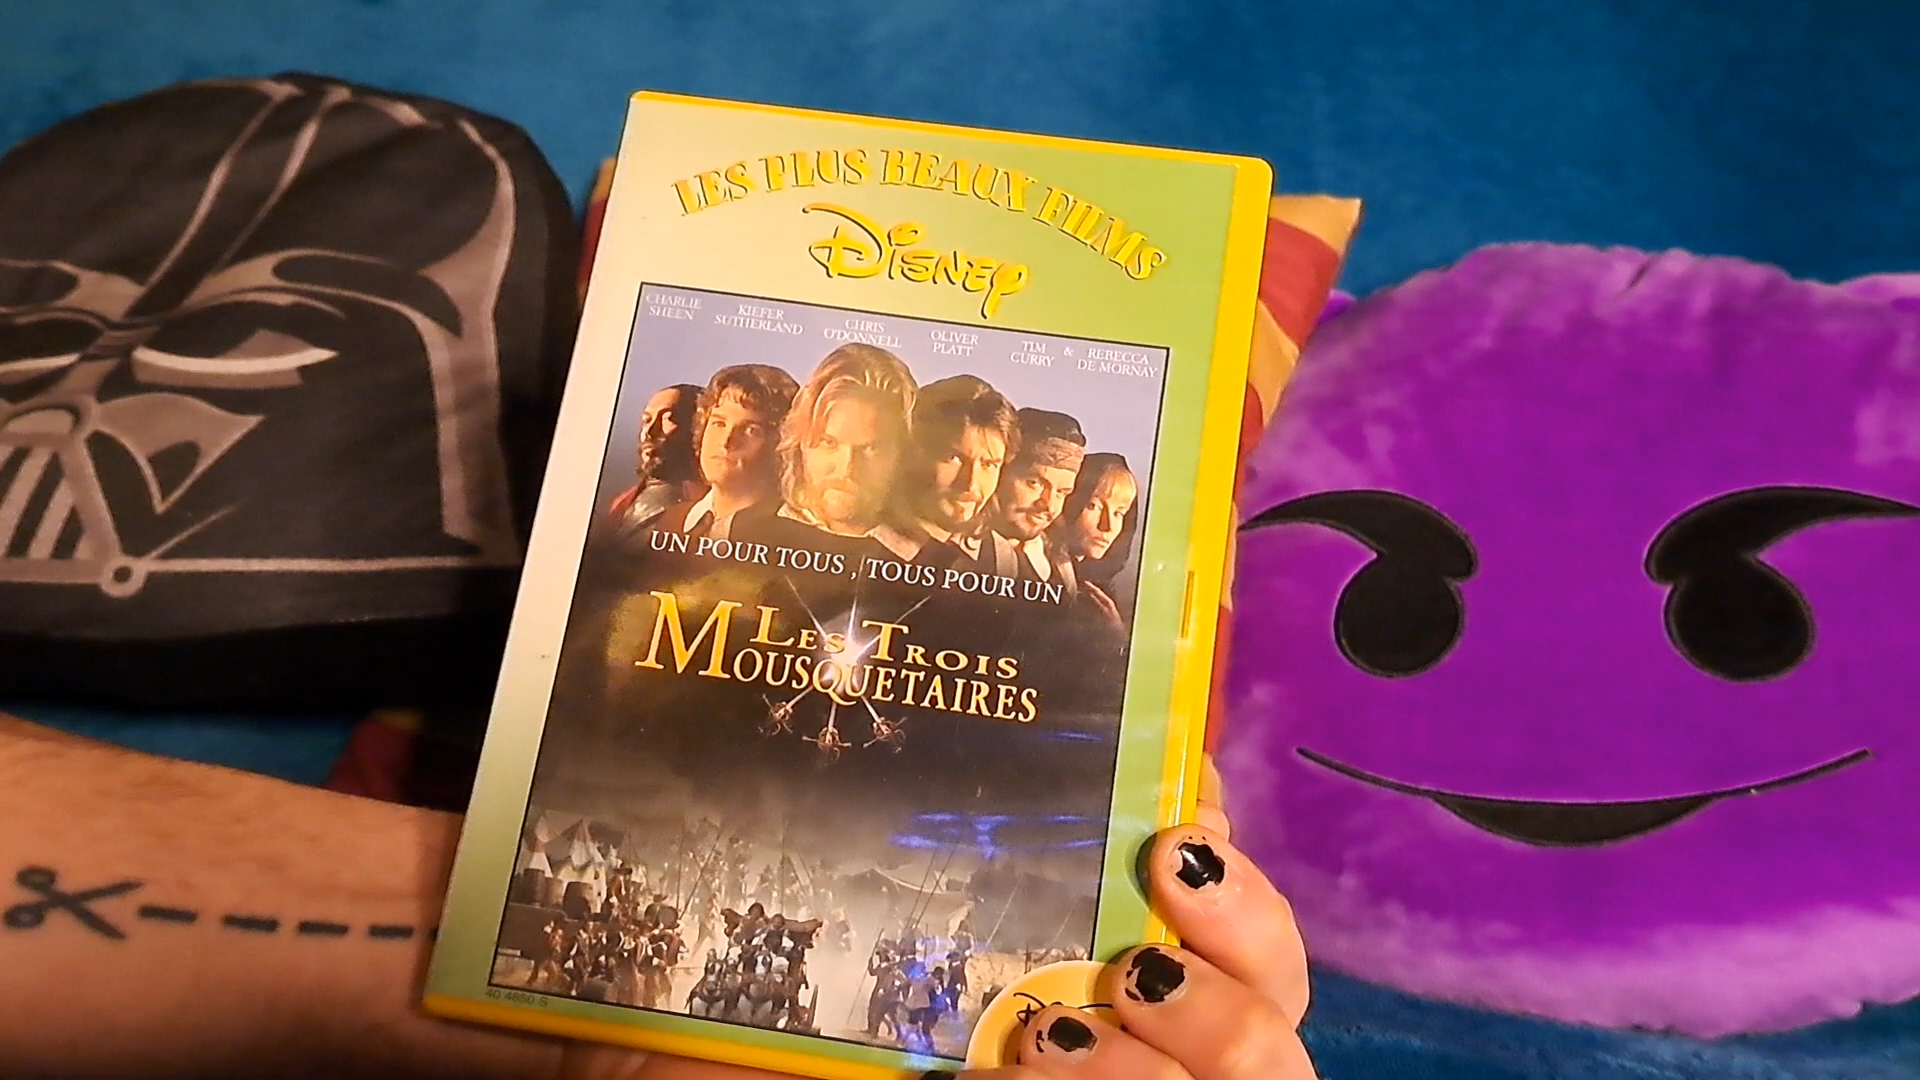 LES PLUS BEAUX FILMS
DISNEY
CHARLIE SHEEN
KIEFER SUTHERLAND
CHRIS O'DONNELL
OLIVER PLATT
TIM CURRY
&
REBECCA DE MORNAY
UN POUR TOUS, TOUS POUR UN
LES TROIS
MOUSQUETAIRES
40 4850 S